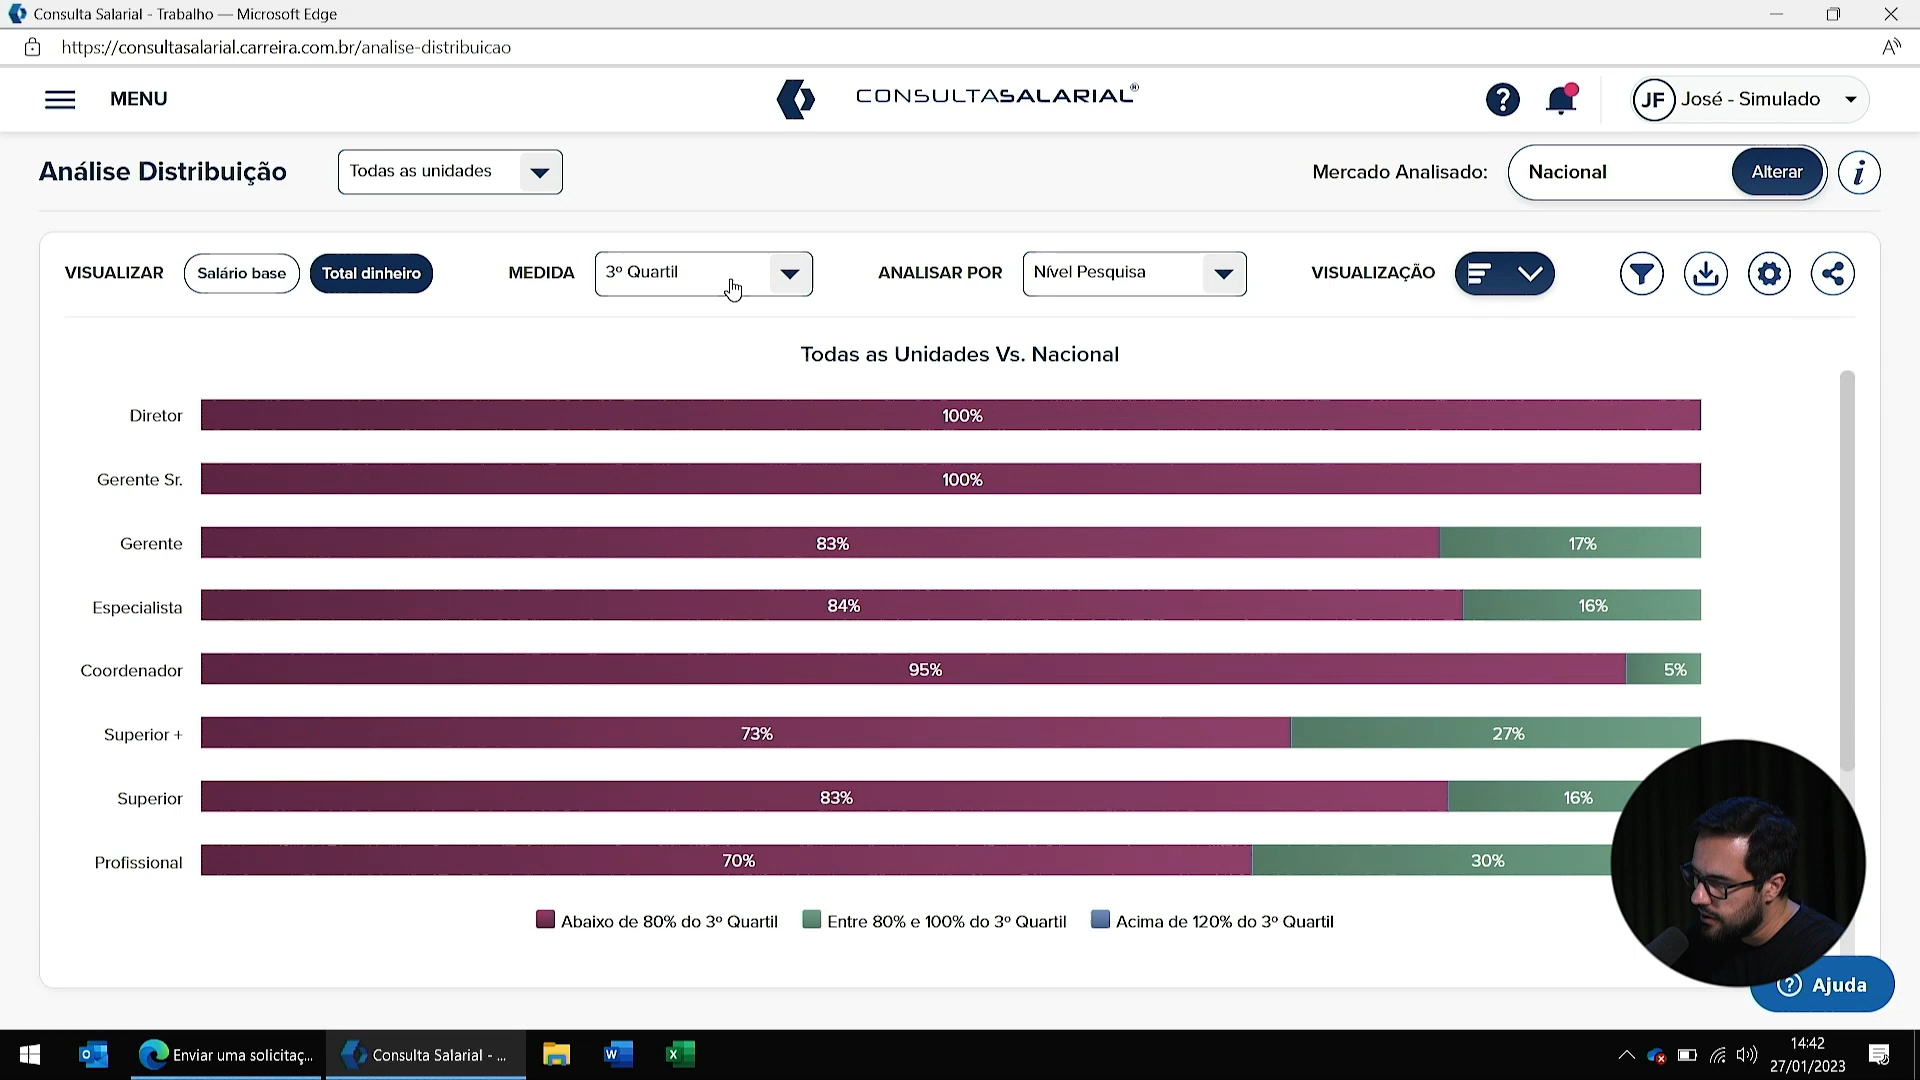 Consulta Salarial - Trabalho — Microsoft Edge
https://consultasalarial.carreira.com.br/analise-distribuicao
MENU
CONSULTASALARIAL®
?
JF José - Simulado
Análise Distribuição
Todas as unidades
Mercado Analisado:
Nacional
Alterar
i
VISUALIZAR
Salário base
Total dinheiro
MEDIDA
3º Quartil
ANALISAR POR
Nível Pesquisa
VISUALIZAÇÃO
Todas as Unidades Vs. Nacional
Diretor 100%
Gerente Sr. 100%
Gerente 83% 17%
Especialista 84% 16%
Coordenador 95% 5%
Superior + 73% 27%
Superior 83% 16%
Profissional 70% 30%
Abaixo de 80% do 3º Quartil
Entre 80% e 100% do 3º Quartil
Acima de 120% do 3º Quartil
? Ajuda
Enviar uma solicitaç...
Consulta Salarial - ...
14:42
27/01/2023